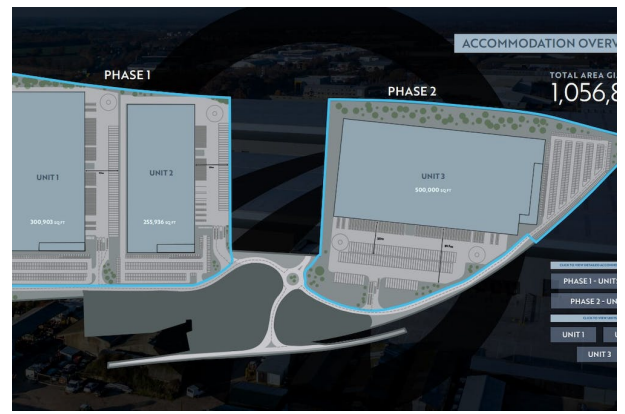 ACCOMMODATION OVERV
PHASE 1
TOTAL AREA GI
1,056,8
PHASE 2
UNIT 1
UNIT 2
UNIT 3
500,000 SQ FT
300,903 SQ FT
255,936 SQ FT
PHASE 1 - UNITS
PHASE 2 - UN
UNIT 1
U
UNIT 3